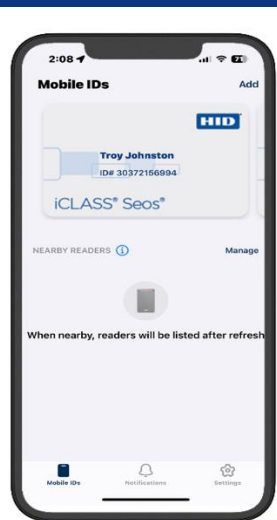 2:08
71
Mobile IDs
Add
HID
Troy Johnston
ID# 30372156994
iCLASS® Seos®
NEARBY READERS
Manage
When nearby, readers will be listed after refresh
Mobile IDs
Notifications
Settings